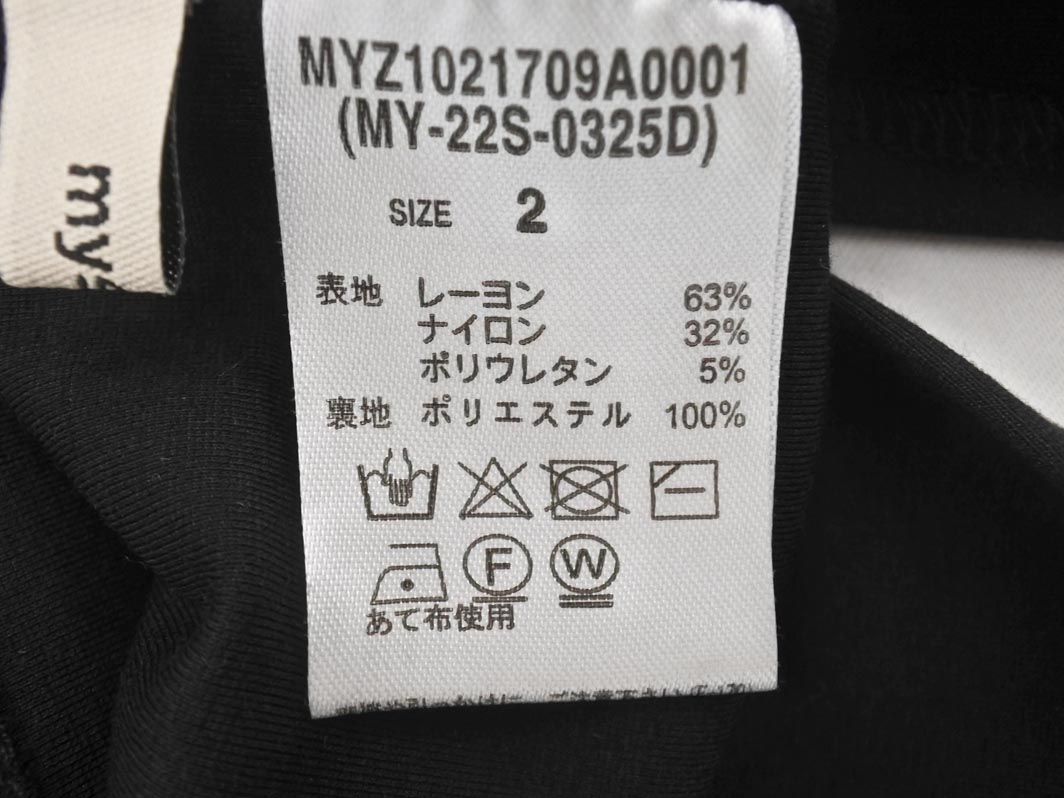 mys
MYZ1021709A0001
(MY-22S-0325D)
SIZE 2
表地 レーヨン 63%
ナイロン 32%
ポリウレタン 5%
裏地 ポリエステル 100%
F W
あて布使用